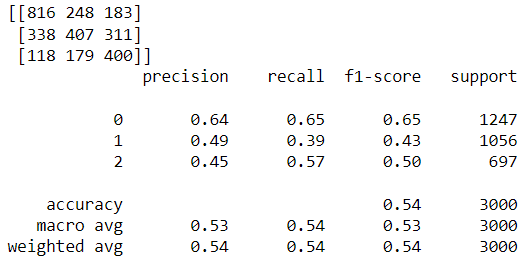 [[816 248 183]
[338 407 311]
[118 179 400]]
precision recall f1-score support
0 0.64 0.65 0.65 1247
1 0.49 0.39 0.43 1056
2 0.45 0.57 0.50 697
accuracy 0.54 3000
macro avg 0.53 0.54 0.53 3000
weighted avg 0.54 0.54 0.54 3000